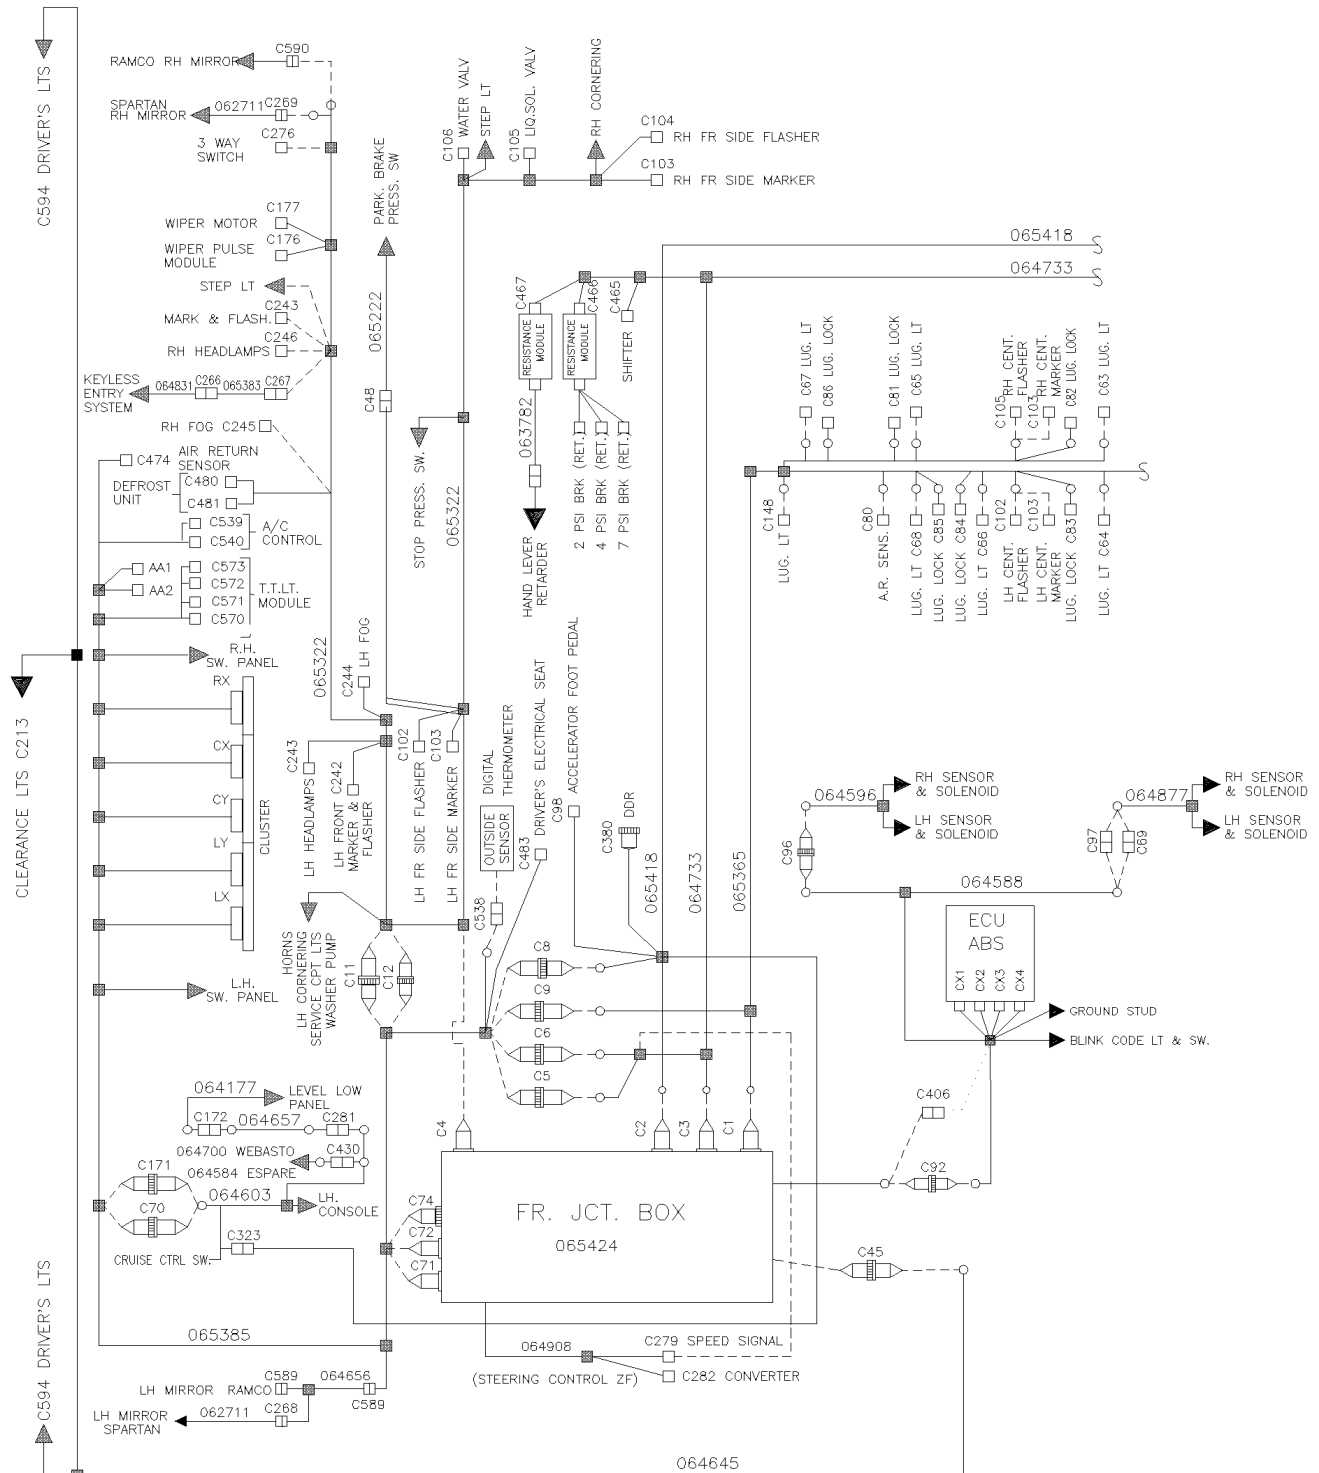 C594 DRIVER'S LTS
RAMCO RH MIRROR
C590
SPARTAN
RH MIRROR
062711
C269
C276
3 WAY
SWITCH
C177
WIPER MOTOR
C176
WIPER PULSE
MODULE
STEP LT
C243
MARK & FLASH.
C246
RH HEADLAMPS
KEYLESS
ENTRY
SYSTEM
064831
C266
065383
C267
RH FOG C245
C474
AIR RETURN
SENSOR
DEFROST
UNIT
C480
C481
C539
C540
A/C
CONTROL
AA1
AA2
C573
C572
C571
C570
T.T.LT.
MODULE
R.H.
SW. PANEL
CLEARANCE LTS C213
RX
CX
CY
LY
LX
CLUSTER
L.H.
SW. PANEL
PARK. BRAKE
PRESS. SW
065222
C48
C106
WATER VALV
STEP LT
C105
LIQ.SOL. VALV
RH CORNERING
C104
RH FR SIDE FLASHER
C103
RH FR SIDE MARKER
065418
064733
C467
C466
C465
RESISTANCE
MODULE
RESISTANCE
MODULE
SHIFTER
063782
2 PSI BRK (RET.)
4 PSI BRK (RET.)
7 PSI BRK (RET.)
HAND LEVER
RETARDER
STOP PRESS. SW.
065322
065322
C67 LUG. LT
C86 LUG. LOCK
C81 LUG. LOCK
C65 LUG. LT
C105
RH CENT.
FLASHER
C103
RH CENT.
MARKER
C82 LUG. LOCK
C63 LUG. LT
C148
LUG. LT
C80
A.R. SENS.
LUG. LT C68
LUG. LOCK C85
LUG. LOCK C84
LUG. LT C66
C102
LH CENT.
FLASHER
C103
LH CENT.
MARKER
LUG. LOCK C83
LUG. LT C64
C244
LH FOG
C243
LH HEADLAMPS
LH FRONT C242
MARKER &
FLASHER
C102
LH FR SIDE FLASHER
C103
LH FR SIDE MARKER
DIGITAL
THERMOMETER
OUTSIDE
SENSOR
C538
C483
DRIVER'S ELECTRICAL SEAT
C98
ACCELERATOR FOOT PEDAL
C380
DDR
065418
064733
065365
HORNS
LH CORNERING
SERVICE CPT LTS
WASHER PUMP
C11
C12
C8
C9
C6
C5
064596
RH SENSOR
& SOLENOID
LH SENSOR
& SOLENOID
C96
064877
RH SENSOR
& SOLENOID
LH SENSOR
& SOLENOID
C97
C69
064588
ECU
ABS
CX1
CX2
CX3
CX4
GROUND STUD
BLINK CODE LT & SW.
C406
C92
C45
064177
LEVEL LOW
PANEL
C172
064657
C281
064700 WEBASTO
C430
064584 ESPARE
C171
C70
064603
LH.
CONSOLE
C323
CRUISE CTRL SW.
C4
C2
C3
C1
C74
C72
C71
FR. JCT. BOX
065424
065385
064908
C279 SPEED SIGNAL
(STEERING CONTROL ZF)
C282 CONVERTER
LH MIRROR RAMCO
C589
064656
C589
LH MIRROR
SPARTAN
062711
C268
C594 DRIVER'S LTS
064645